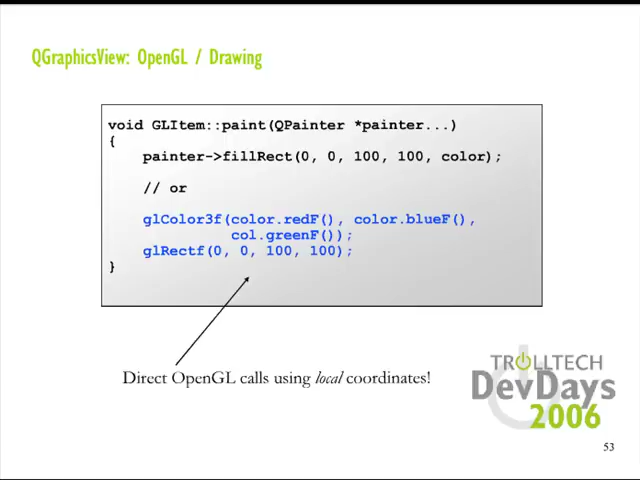 QGraphicsView: OpenGL / Drawing
void GLItem::paint(QPainter *painter...)
{
painter->fillRect(0, 0, 100, 100, color);
// or
glColor3f(color.redF(), color.blueF(),
col.greenF());
glRectf(0, 0, 100, 100);
}
Direct OpenGL calls using local coordinates!
TROLLTECH
DevDays
2006
53